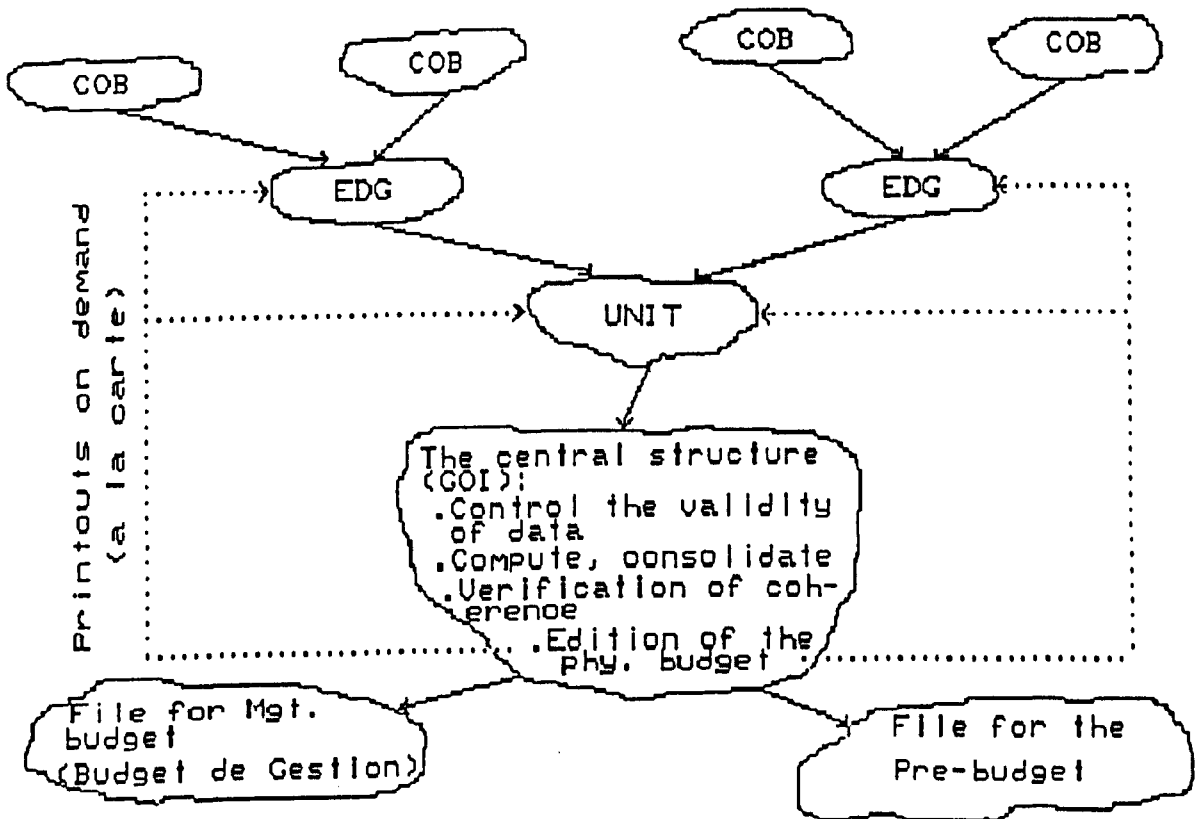 COB
COB
COB
COB
EDG
EDG
UNIT
Printouts on demand
(a la carte)
The central structure
(GOI):
.Control the validity
of data
.Compute, consolidate
.Verification of coh-
erence
.Edition of the
phy. budget
File for Mgt.
budget
(Budget de Gestion)
File for the
Pre-budget